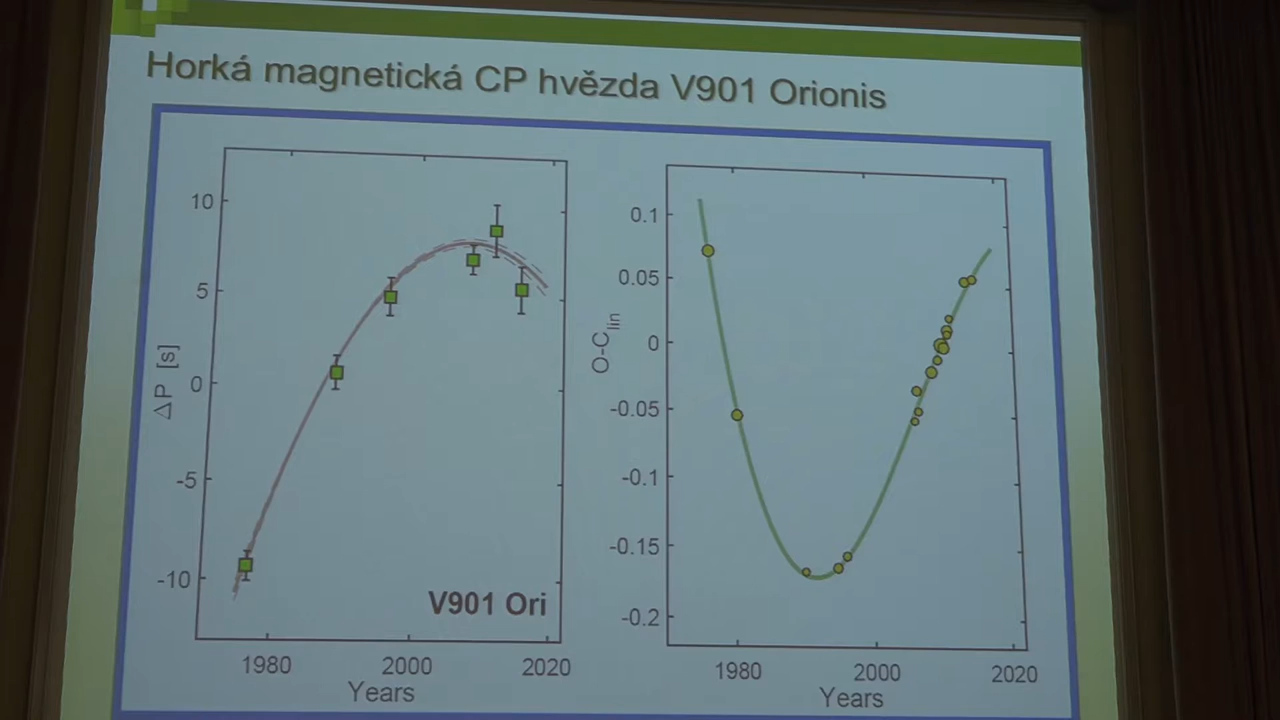 Horká magnetická CP hvězda V901 Orionis
10
5
0
-5
-10
ΔP [s]
V901 Ori
1980 2000 2020
Years
0.1
0.05
0
-0.05
-0.1
-0.15
-0.2
O-Clin
1980 2000 2020
Years